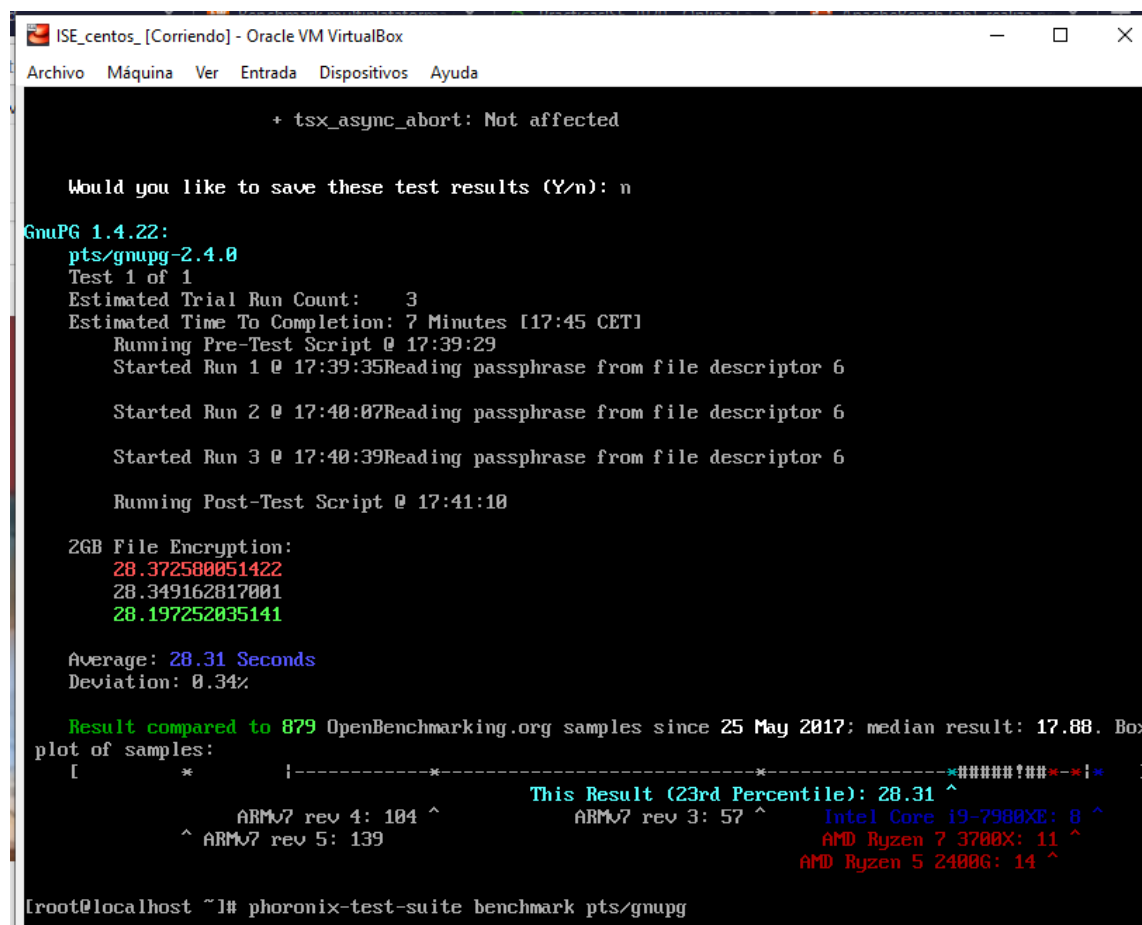 ISE_centos_ [Corriendo] - Oracle VM VirtualBox
Archivo Máquina Ver Entrada Dispositivos Ayuda
+ tsx_async_abort: Not affected
Would you like to save these test results (Y/n): n
GnuPG 1.4.22:
pts/gnupg-2.4.0
Test 1 of 1
Estimated Trial Run Count: 3
Estimated Time To Completion: 7 Minutes [17:45 CET]
Running Pre-Test Script @ 17:39:29
Started Run 1 @ 17:39:35Reading passphrase from file descriptor 6
Started Run 2 @ 17:40:07Reading passphrase from file descriptor 6
Started Run 3 @ 17:40:39Reading passphrase from file descriptor 6
Running Post-Test Script @ 17:41:10
2GB File Encryption:
28.372580051422
28.349162817001
28.197252035141
Average: 28.31 Seconds
Deviation: 0.34%
Result compared to 879 OpenBenchmarking.org samples since 25 May 2017; median result: 17.88. Box
plot of samples:
[ * |------------*----------------------------*-----------------*#####!##*-*|* ]
This Result (23rd Percentile): 28.31 ^
ARMv7 rev 4: 104 ^ ARMv7 rev 3: 57 ^ Intel Core i9-7980XE: 8 ^
^ ARMv7 rev 5: 139 AMD Ryzen 7 3700X: 11 ^
AMD Ryzen 5 2400G: 14 ^
[root@localhost ~]# phoronix-test-suite benchmark pts/gnupg